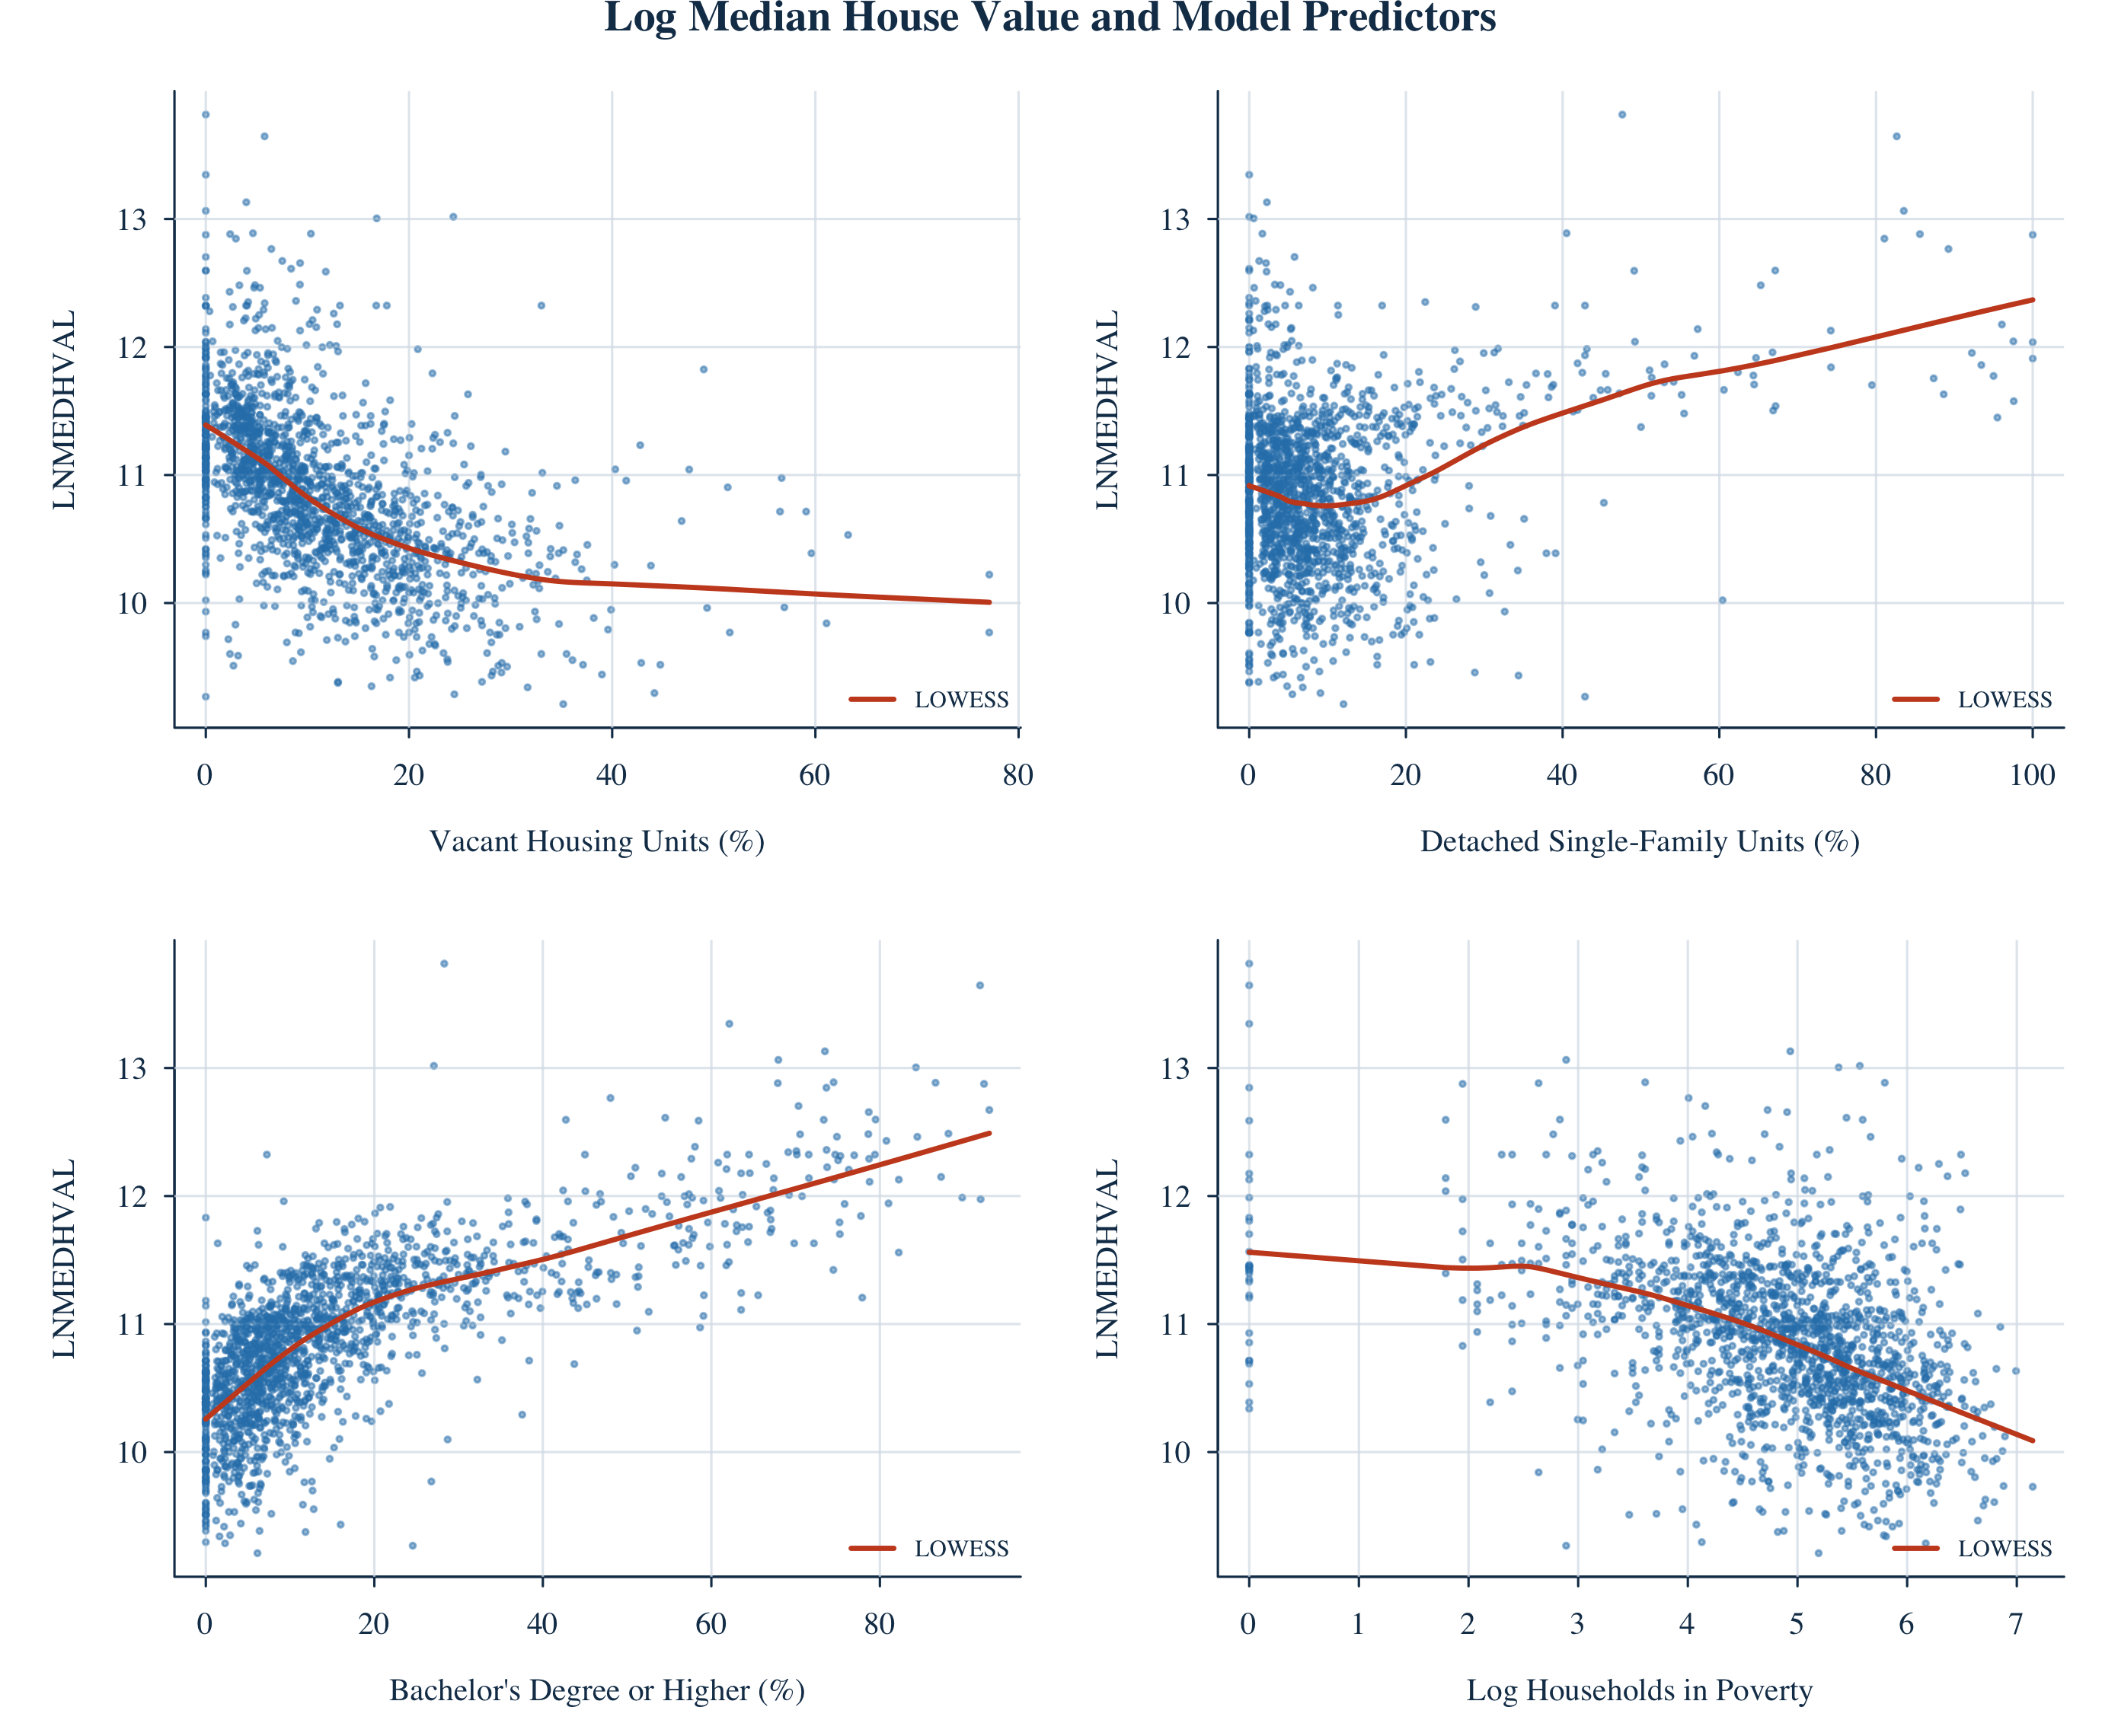 Log Median House Value and Model Predictors
LNMEDHVAL
13
12
11
10
LOWESS
0 20 40 60 80
Vacant Housing Units (%)
LNMEDHVAL
13
12
11
10
LOWESS
0 20 40 60 80 100
Detached Single-Family Units (%)
LNMEDHVAL
13
12
11
10
LOWESS
0 20 40 60 80
Bachelor's Degree or Higher (%)
LNMEDHVAL
13
12
11
10
LOWESS
0 1 2 3 4 5 6 7
Log Households in Poverty